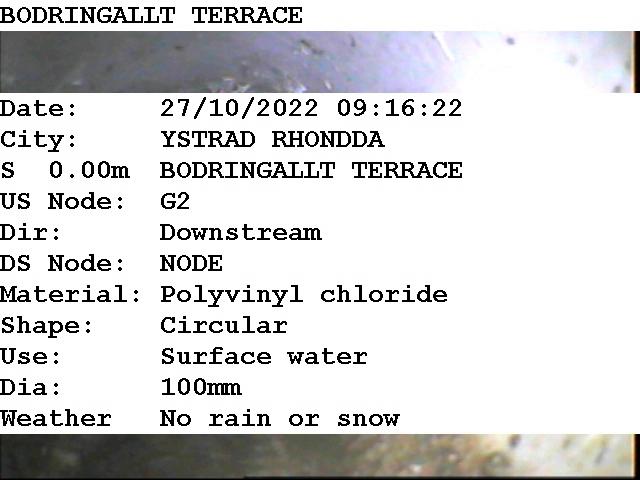 BODRINGALLT TERRACE
Date: 27/10/2022 09:16:22
City: YSTRAD RHONDDA
S 0.00m BODRINGALLT TERRACE
US Node: G2
Dir: Downstream
DS Node: NODE
Material: Polyvinyl chloride
Shape: Circular
Use: Surface water
Dia: 100mm
Weather No rain or snow